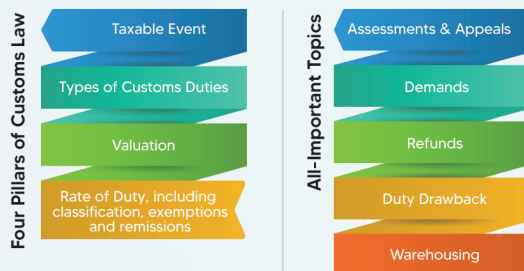 Four Pillars of Customs Law
Taxable Event
Types of Customs Duties
Valuation
Rate of Duty, including
classification, exemptions
and remissions
All-Important Topics
Assessments & Appeals
Demands
Refunds
Duty Drawback
Warehousing